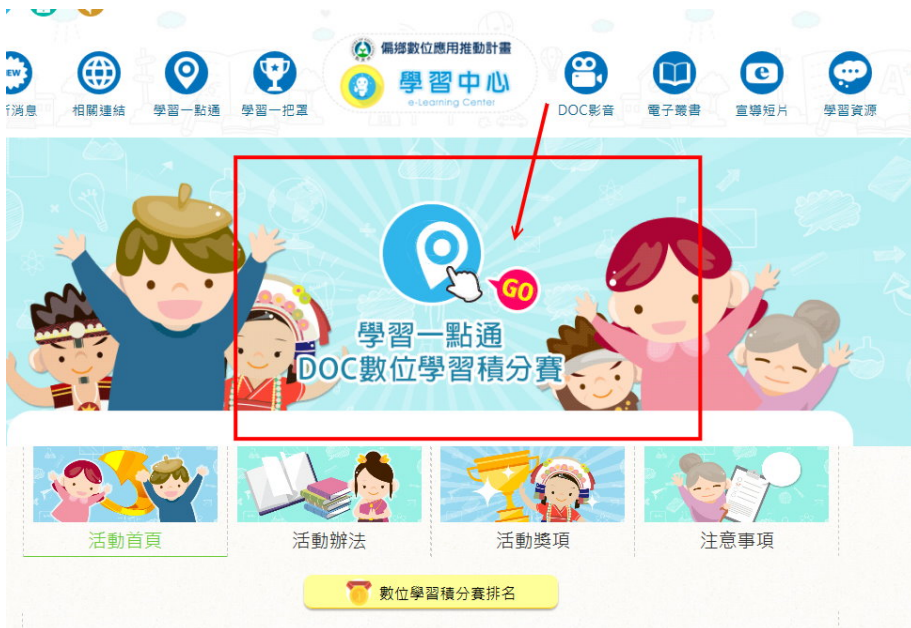 偏鄉數位應用推動計畫
學習中心
e-Learning Center
NEW
消息
相關連結
學習一點通
學習一把罩
DOC影音
電子叢書
宣導短片
學習資源
GO
學習一點通
DOC數位學習積分賽
活動首頁
活動辦法
活動獎項
注意事項
數位學習積分賽排名